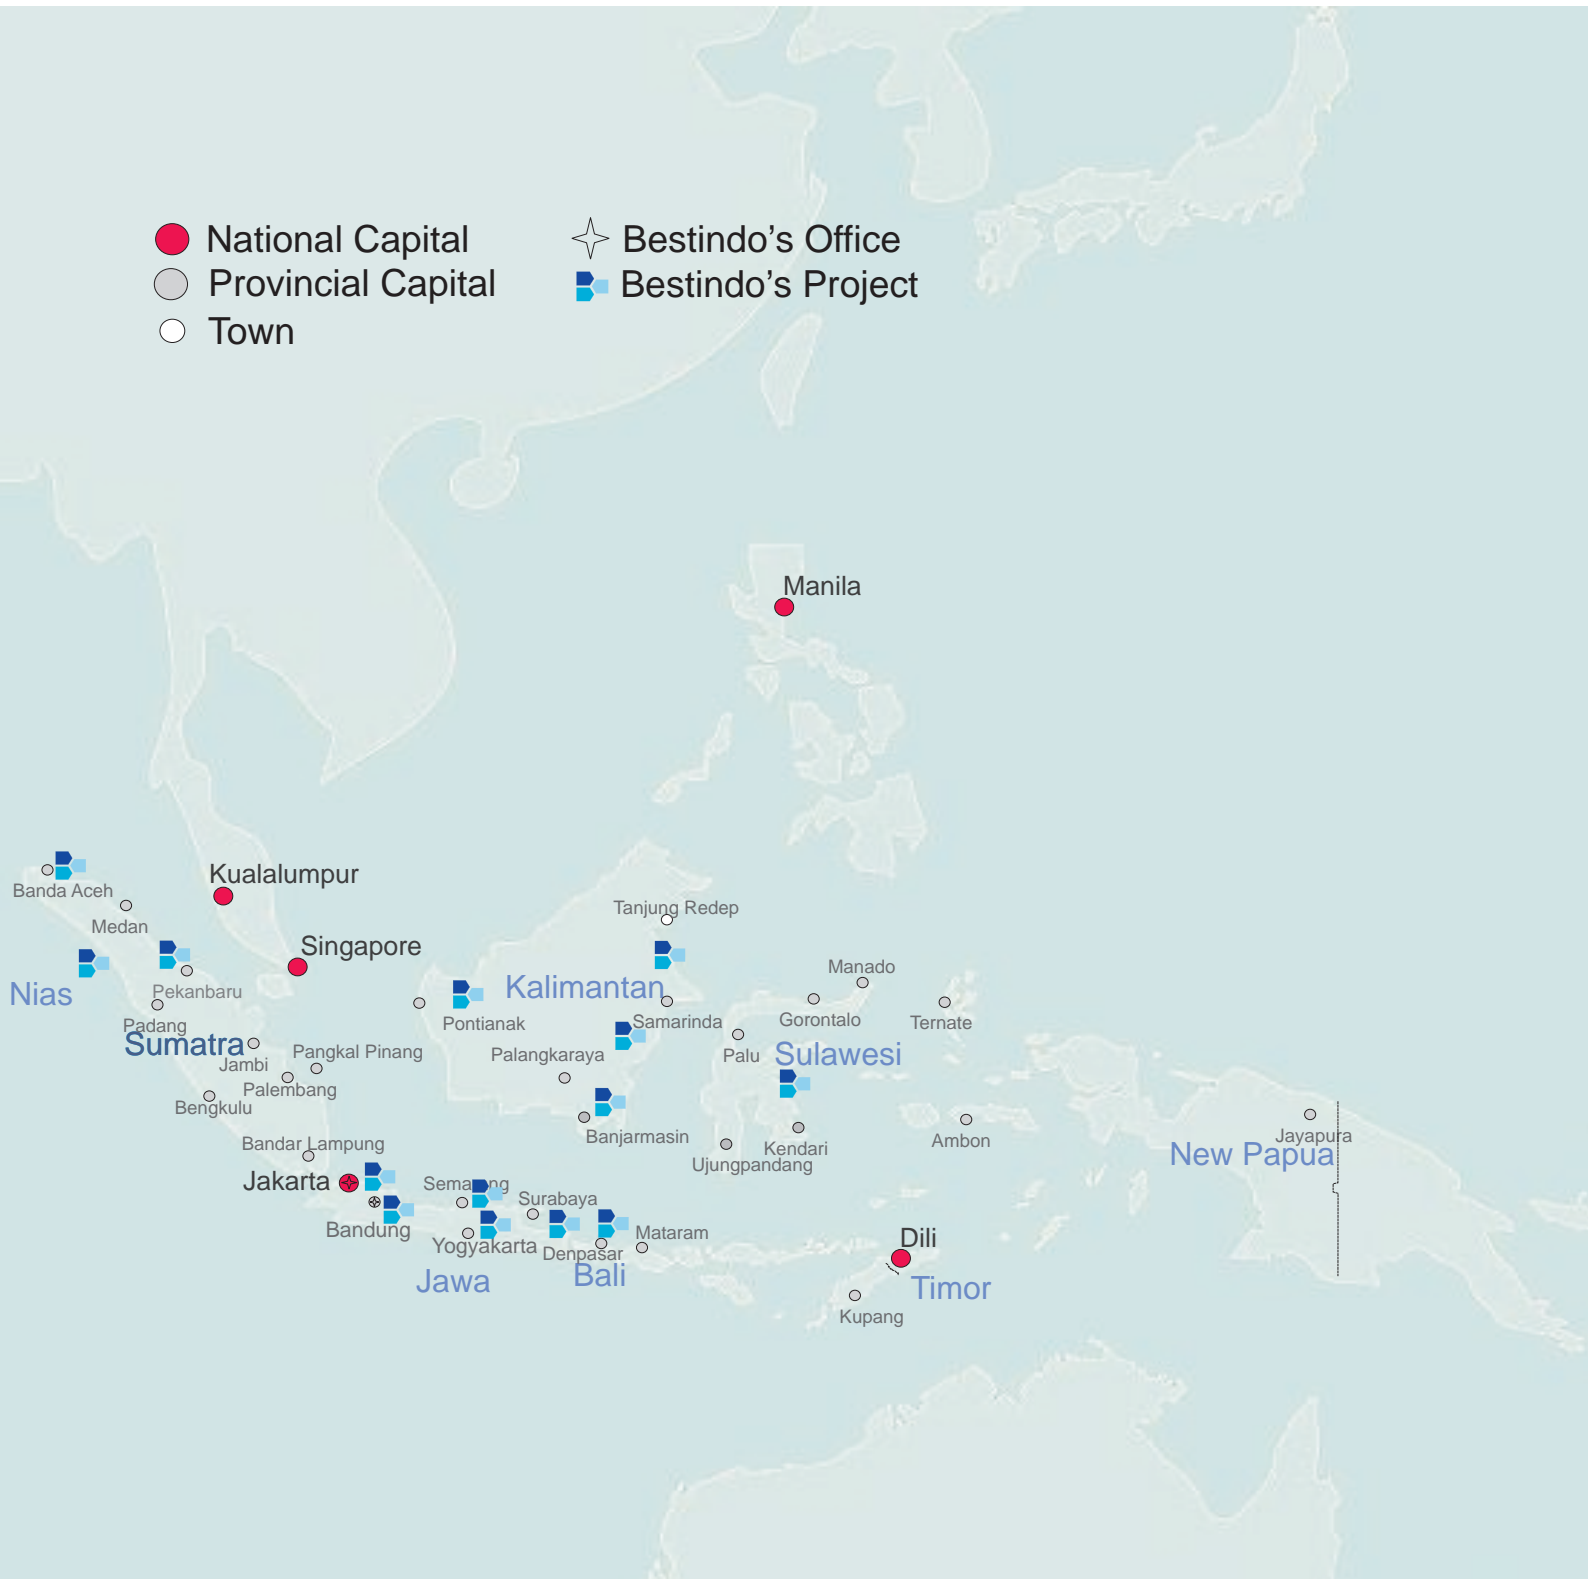 National Capital
Provincial Capital
Town
Bestindo’s Office
Bestindo’s Project
Manila
Kualalumpur
Banda Aceh
Medan
Tanjung Redep
Singapore
Manado
Nias
Pekanbaru
Kalimantan
Padang
Pontianak
Samarinda
Gorontalo
Ternate
Sumatra
Jambi
Pangkal Pinang
Palangkaraya
Palu
Sulawesi
Palembang
Bengkulu
Banjarmasin
Kendari
Ambon
Jayapura
Bandar Lampung
Ujungpandang
New Papua
Jakarta
Semarang
Surabaya
Bandung
Yogyakarta
Denpasar
Mataram
Dili
Jawa
Bali
Timor
Kupang